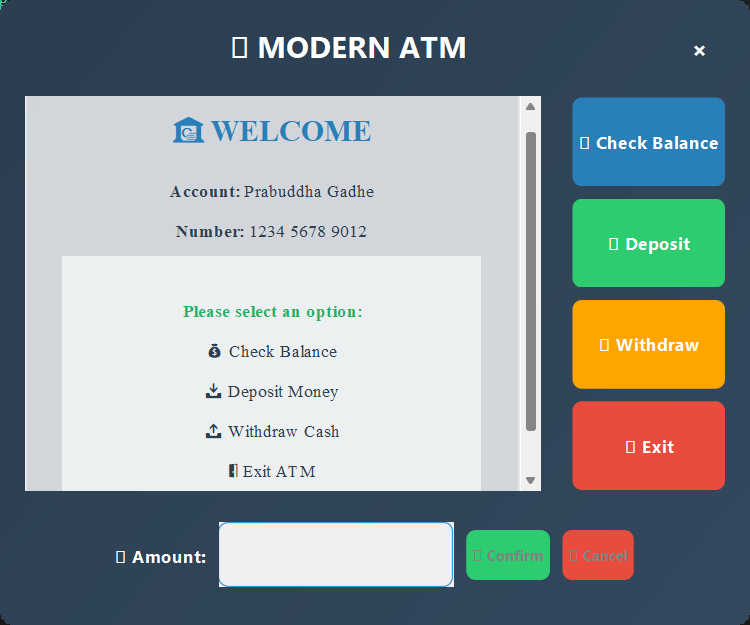 MODERN ATM
×
WELCOME
Account: Prabuddha Gadhe
Number: 1234 5678 9012
Please select an option:
Check Balance
Deposit Money
Withdraw Cash
Exit ATM
Check Balance
Deposit
Withdraw
Exit
Amount:
Confirm
Cancel